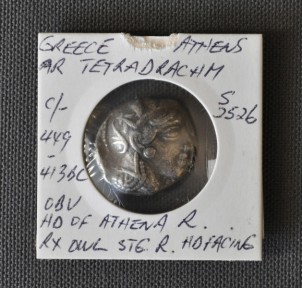 GREECE ATHENS
AR TETRADRACHM
C/- S
449 2526
-
413BC
OBV
HD OF ATHENA R.
RX OWL STG R. HD FACING